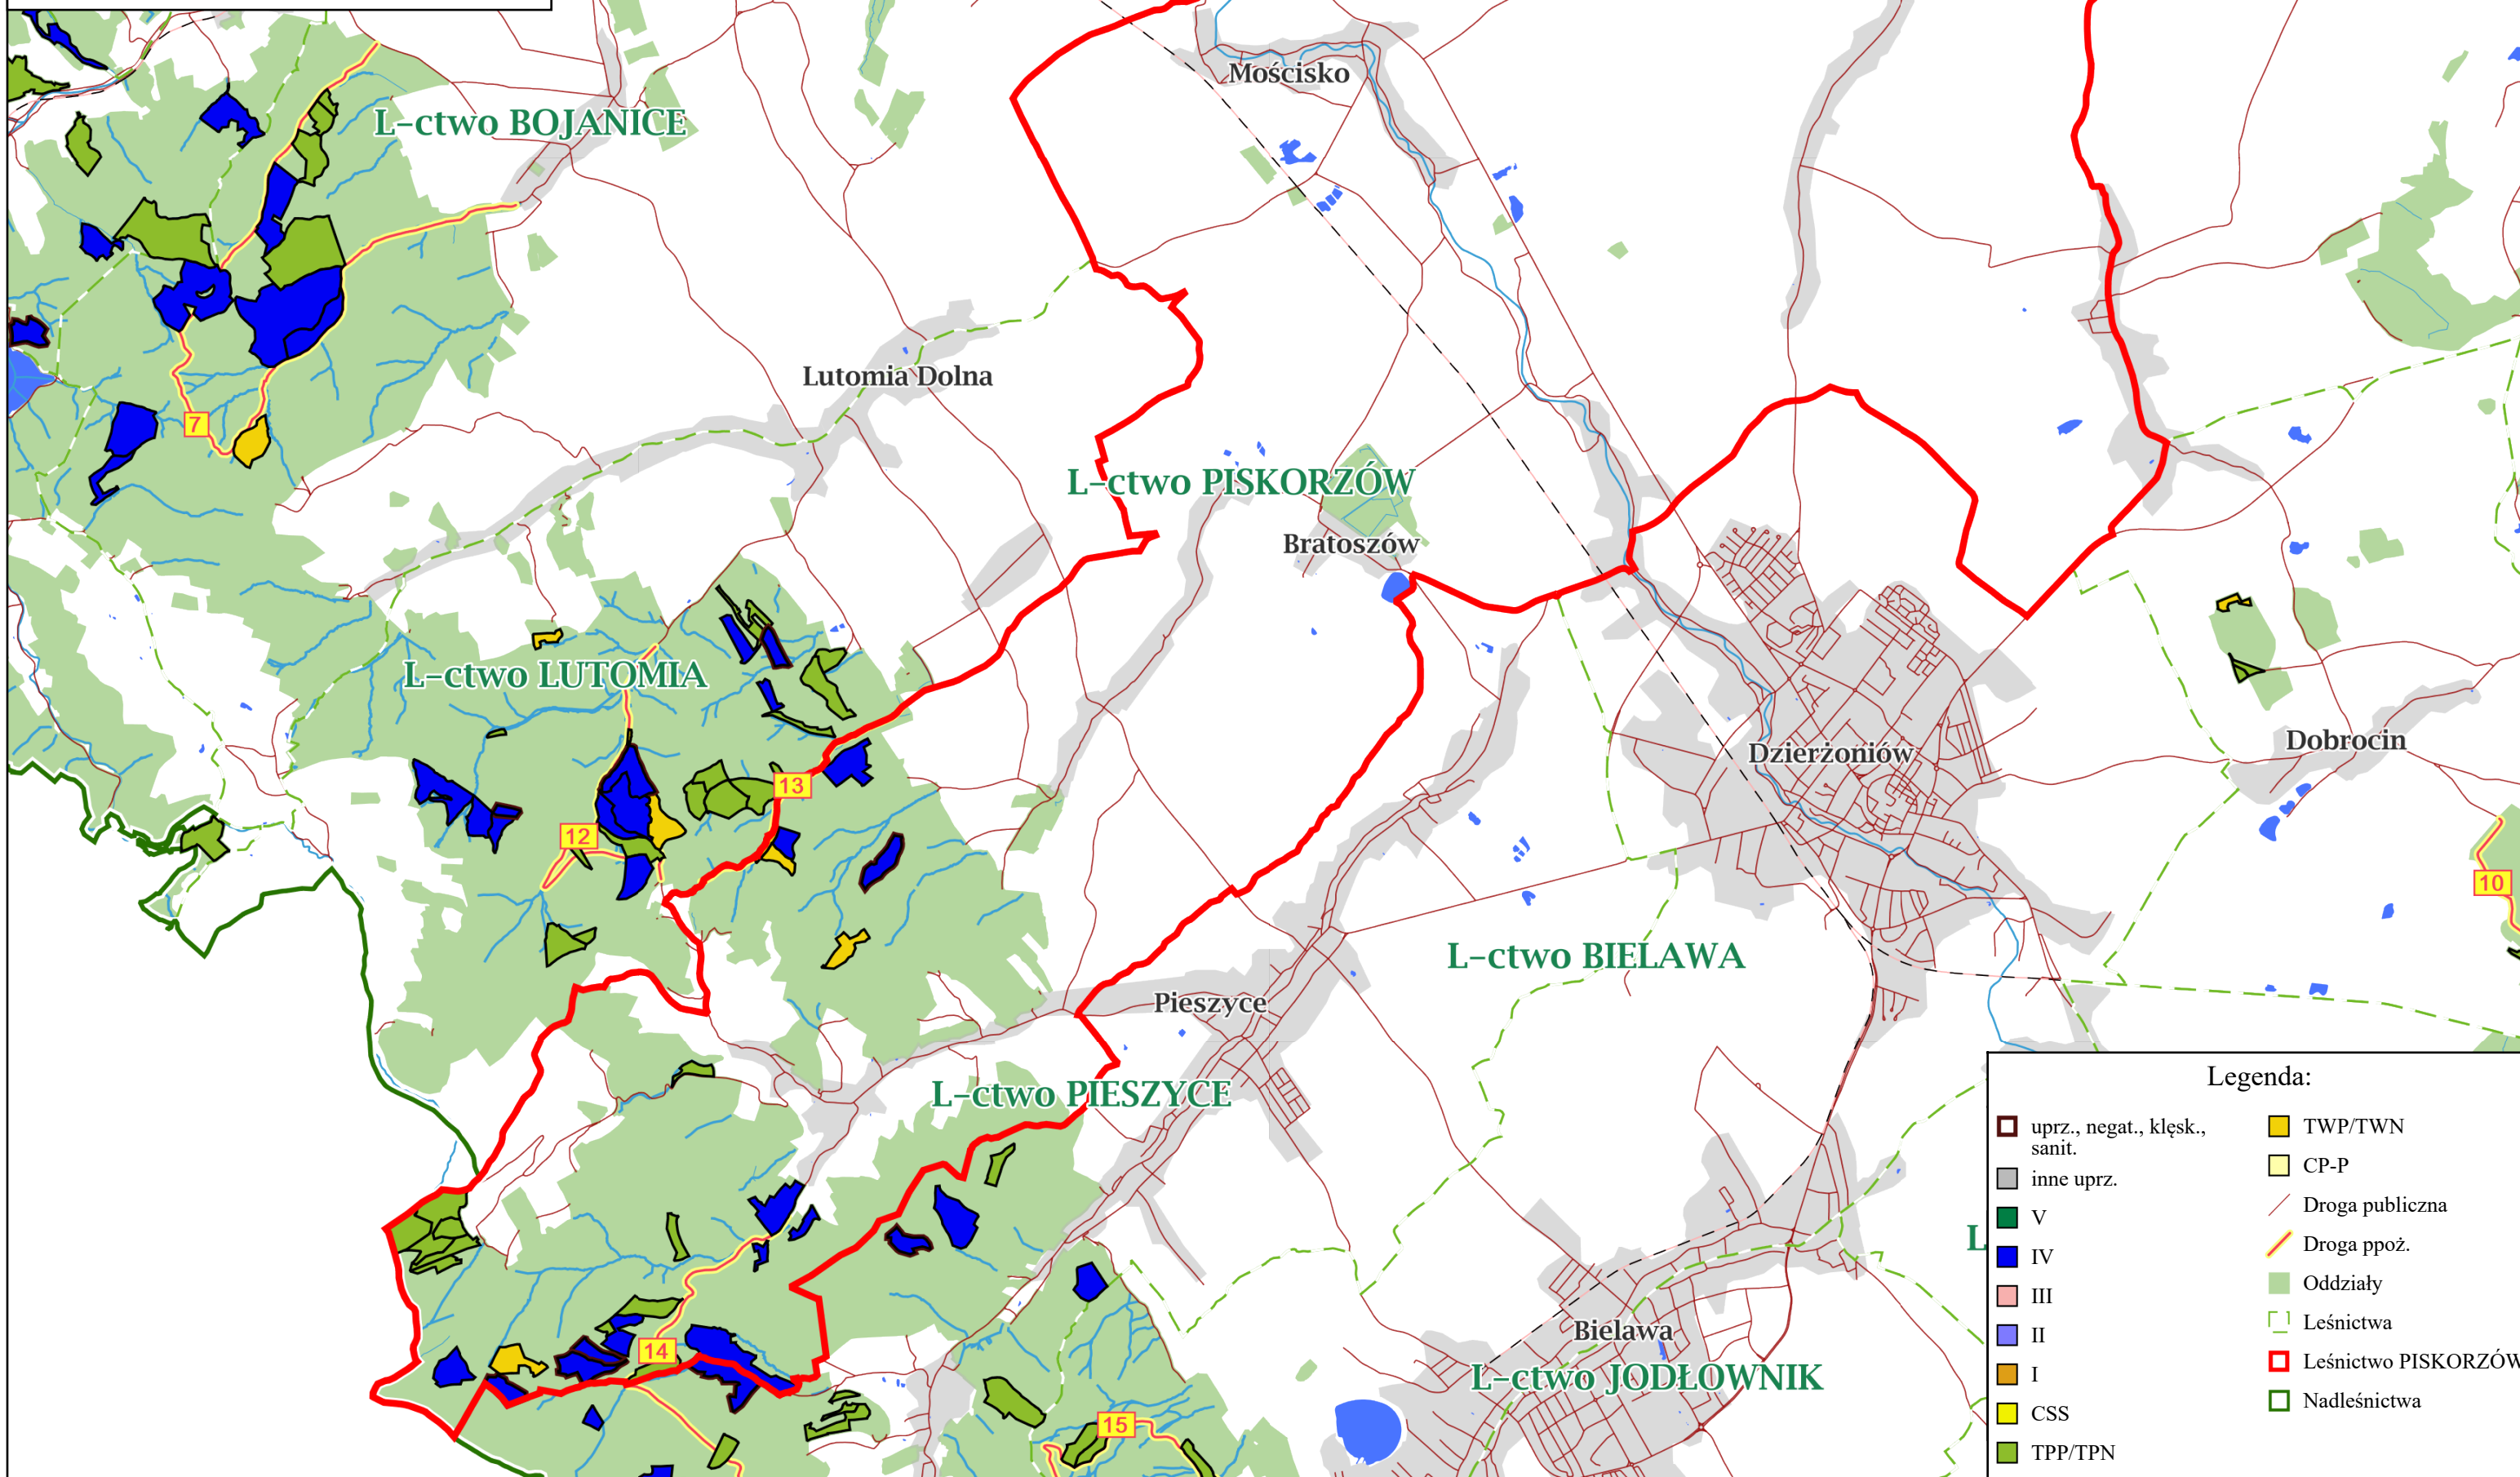 Mościsko
L-ctwo BOJANICE
Lutomia Dolna
7
L-ctwo PISKORZÓW
Bratoszów
L-ctwo LUTOMIA
Dzierżoniów
Dobrocin
13
12
10
L-ctwo BIELAWA
Pieszyce
L-ctwo PIESZYCE
L
Bielawa
14
L-ctwo JODŁOWNIK
15
Legenda:
uprz., negat., klęsk.,
sanit.
inne uprz.
V
IV
III
II
I
CSS
TPP/TPN
TWP/TWN
CP-P
Droga publiczna
Droga ppoż.
Oddziały
Leśnictwa
Leśnictwo PISKORZÓW
Nadleśnictwa